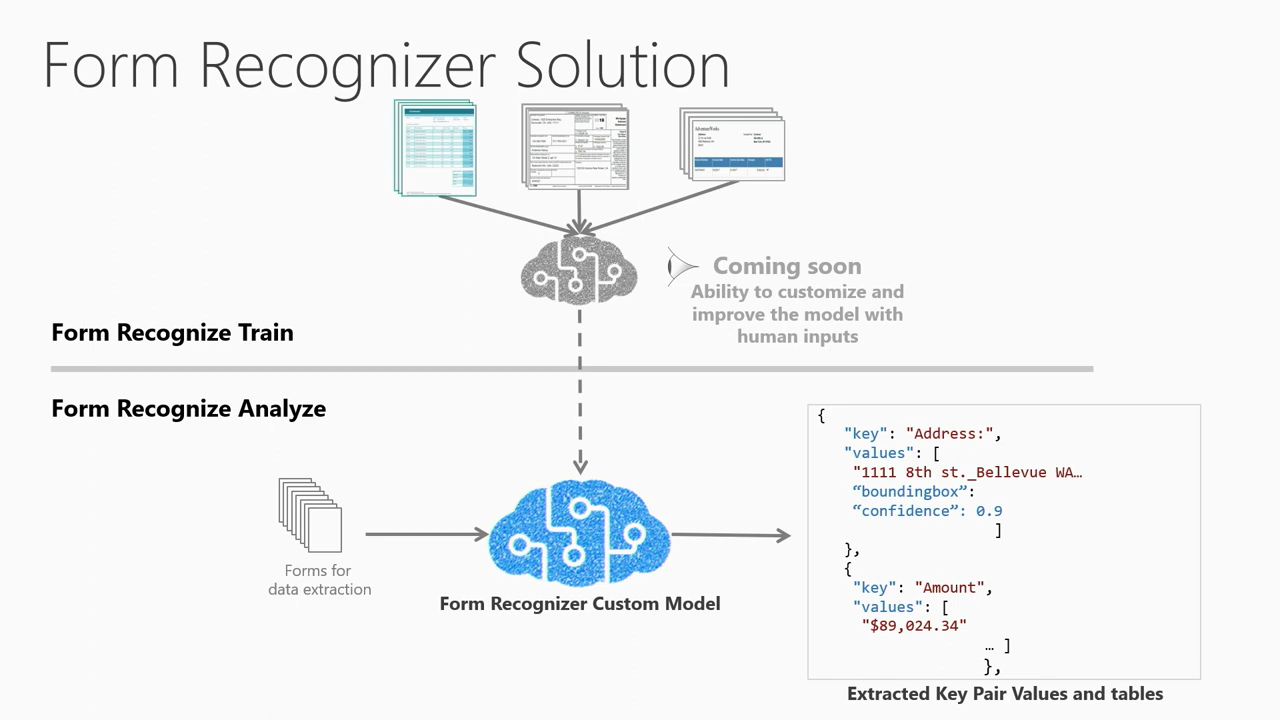 Form Recognizer Solution
AdventureWorks
Coming soon
Ability to customize and
improve the model with
human inputs
Form Recognize Train
Form Recognize Analyze
Forms for
data extraction
Form Recognizer Custom Model
{
"key": "Address:",
"values": [
"1111 8th st._Bellevue WA…
“boundingbox”:
“confidence”: 0.9
]
},
{
"key": "Amount",
"values": [
"$89,024.34"
… ]
},
Extracted Key Pair Values and tables